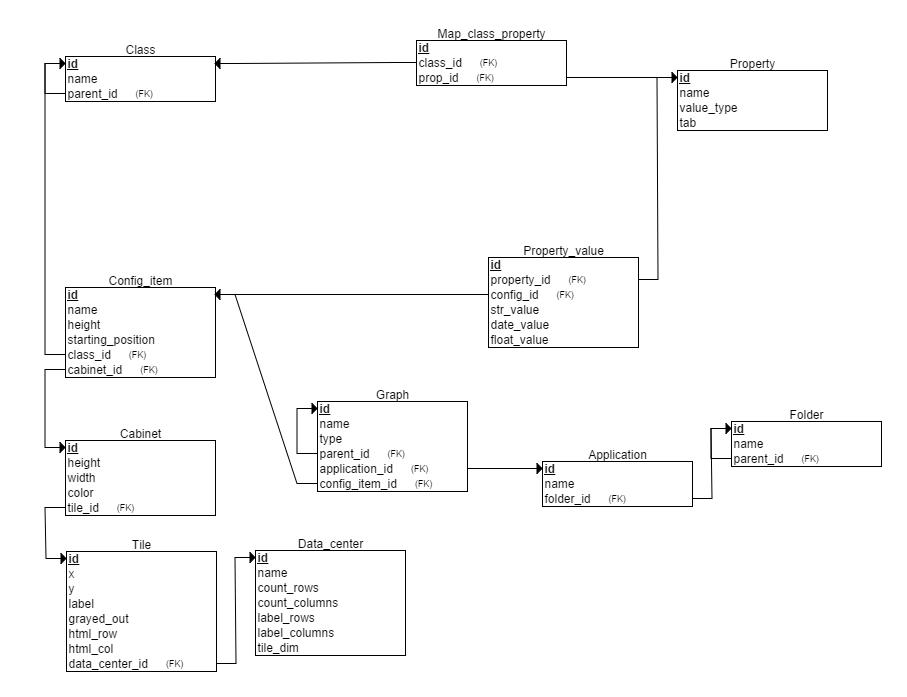 Map_class_property
id
class_id (FK)
prop_id (FK)
Class
id
name
parent_id (FK)
Property
id
name
value_type
tab
Property_value
id
property_id (FK)
config_id (FK)
str_value
date_value
float_value
Config_item
id
name
height
starting_position
class_id (FK)
cabinet_id (FK)
Graph
id
name
type
parent_id (FK)
application_id (FK)
config_item_id (FK)
Folder
id
name
parent_id (FK)
Application
id
name
folder_id (FK)
Cabinet
id
height
width
color
tile_id (FK)
Tile
id
x
y
label
grayed_out
html_row
html_col
data_center_id (FK)
Data_center
id
name
count_rows
count_columns
label_rows
label_columns
tile_dim